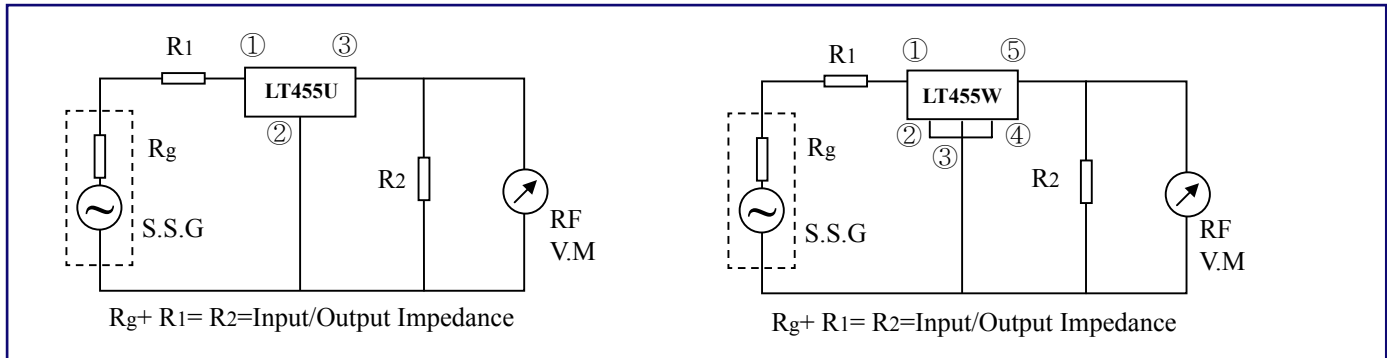 R1
①
③
LT455U
②
Rg
R2
S.S.G
RF
V.M
Rg+ R1= R2=Input/Output Impedance
R1
①
⑤
LT455W
②
③
④
Rg
R2
S.S.G
RF
V.M
Rg+ R1= R2=Input/Output Impedance